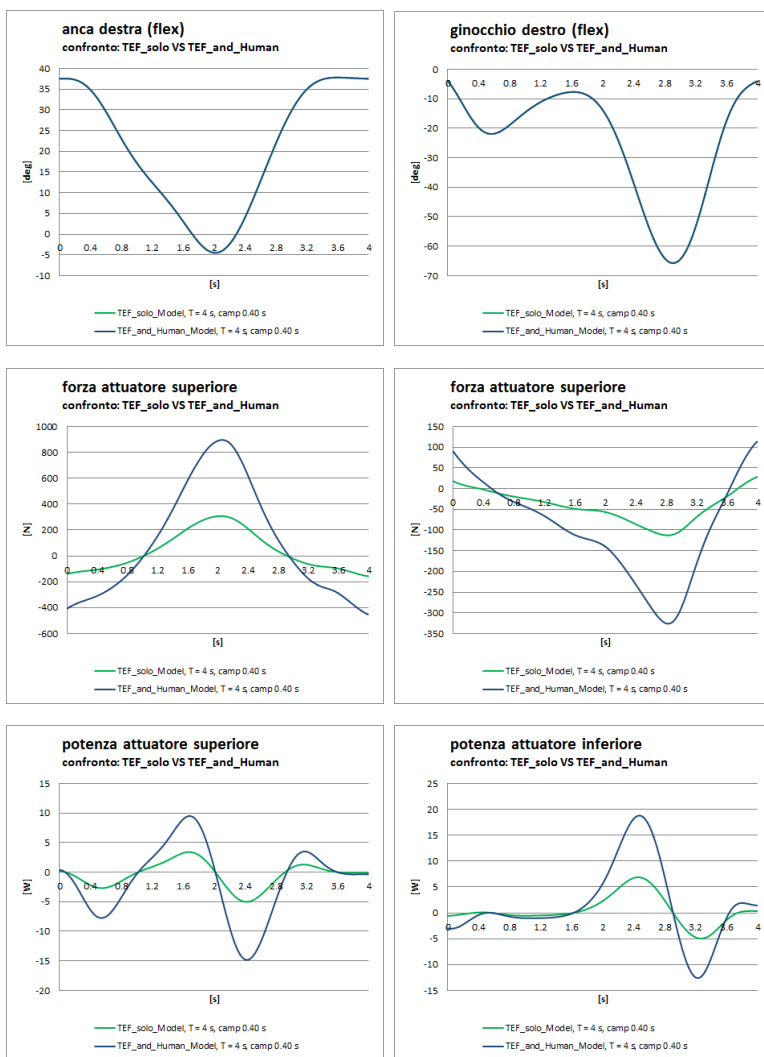 anca destra (flex)
confronto: TEF_solo VS TEF_and_Human
40
35
30
25
20
15
10
5
0
-5
-10
[deg]
0 0.4 0.8 1.2 1.6 2 2.4 2.8 3.2 3.6 4
[s]
TEF_solo_Model, T = 4 s, camp 0.40 s
TEF_and_Human_Model, T = 4 s, camp 0.40 s
ginocchio destro (flex)
confronto: TEF_solo VS TEF_and_Human
0
-10
-20
-30
-40
-50
-60
-70
[deg]
0 0.4 0.8 1.2 1.6 2 2.4 2.8 3.2 3.6 4
[s]
TEF_solo_Model, T = 4 s, camp 0.40 s
TEF_and_Human_Model, T = 4 s, camp 0.40 s
forza attuatore superiore
confronto: TEF_solo VS TEF_and_Human
1000
800
600
400
200
0
-200
-400
-600
[N]
0 0.4 0.8 1.2 1.6 2 2.4 2.8 3.2 3.6 4
[s]
TEF_solo_Model, T = 4 s, camp 0.40 s
TEF_and_Human_Model, T = 4 s, camp 0.40 s
forza attuatore superiore
confronto: TEF_solo VS TEF_and_Human
150
100
50
0
-50
-100
-150
-200
-250
-300
-350
[N]
0 0.4 0.8 1.2 1.6 2 2.4 2.8 3.2 3.6 4
[s]
TEF_solo_Model, T = 4 s, camp 0.40 s
TEF_and_Human_Model, T = 4 s, camp 0.40 s
potenza attuatore superiore
confronto: TEF_solo VS TEF_and_Human
15
10
5
0
-5
-10
-15
-20
[W]
0 0.4 0.8 1.2 1.6 2 2.4 2.8 3.2 3.6 4
[s]
TEF_solo_Model, T = 4 s, camp 0.40 s
TEF_and_Human_Model, T = 4 s, camp 0.40 s
potenza attuatore inferiore
confronto: TEF_solo VS TEF_and_Human
25
20
15
10
5
0
-5
-10
-15
[W]
0 0.4 0.8 1.2 1.6 2 2.4 2.8 3.2 3.6 4
[s]
TEF_solo_Model, T = 4 s, camp 0.40 s
TEF_and_Human_Model, T = 4 s, camp 0.40 s